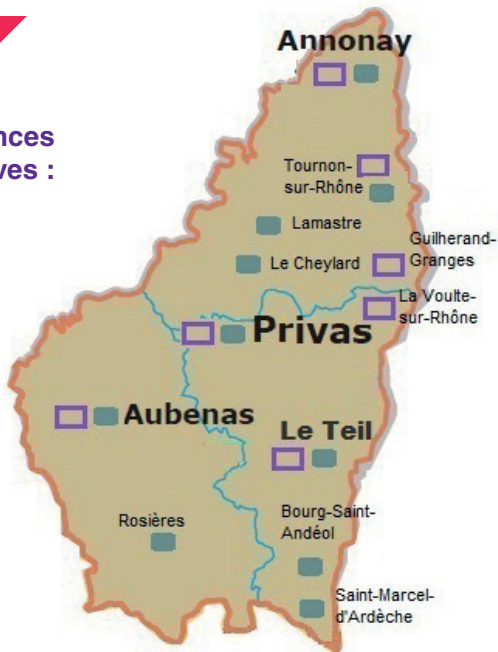 Annonay
nces
ves :
Tournon-
sur-Rhône
Lamastre
Guilherand-
Granges
Le Cheylard
La Voulte-
sur-Rhône
Privas
Aubenas
Le Teil
Rosières
Bourg-Saint-
Andéol
Saint-Marcel-
d'Ardèche